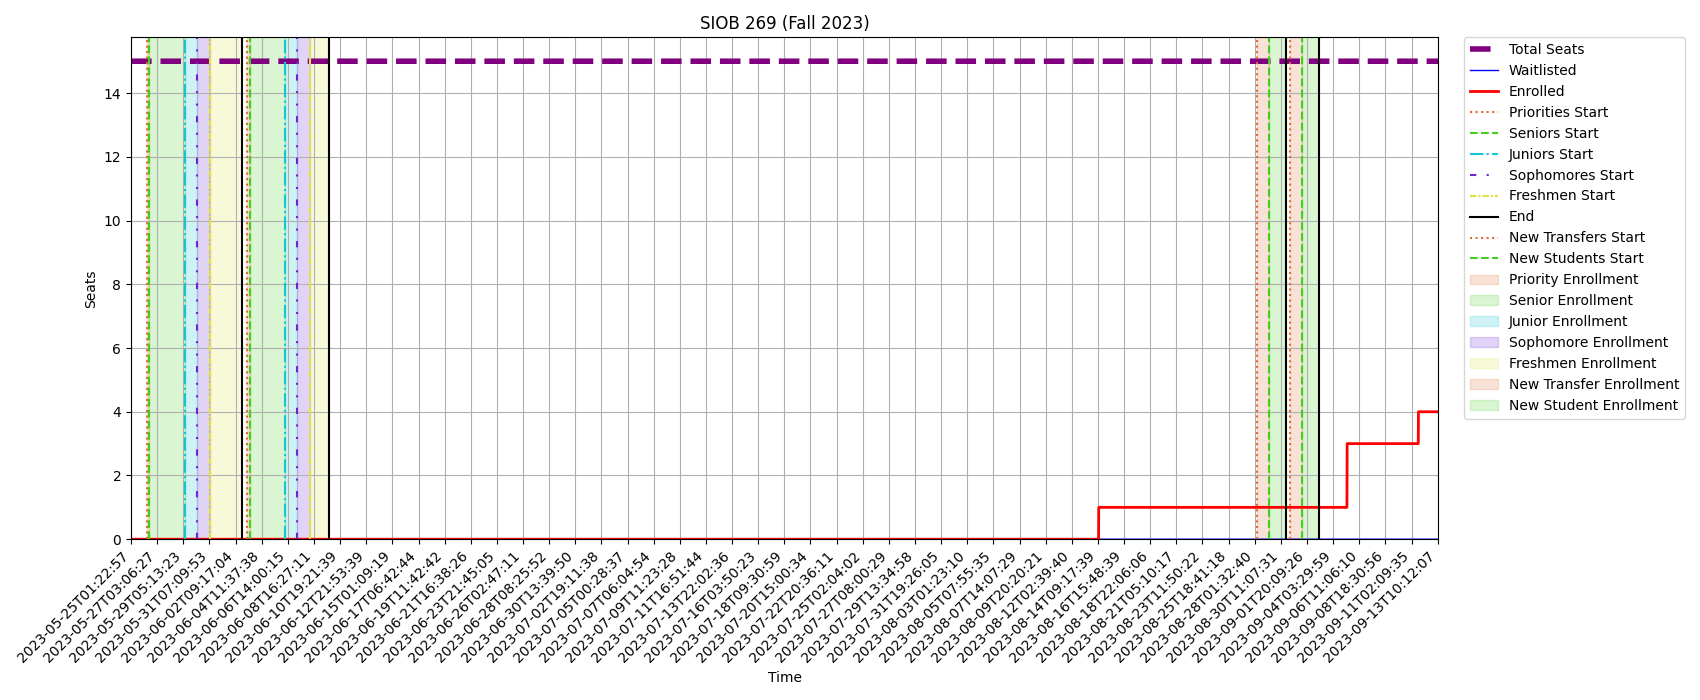 SIOB 269 (Fall 2023)
Seats
14
12
10
8
6
4
2
0
2023-05-25T01:22:57
2023-05-27T03:06:27
2023-05-29T05:13:23
2023-05-31T07:09:53
2023-06-02T09:17:04
2023-06-04T11:37:38
2023-06-06T14:00:15
2023-06-08T16:27:11
2023-06-10T19:21:39
2023-06-12T21:53:39
2023-06-15T01:09:19
2023-06-17T06:42:44
2023-06-19T11:42:42
2023-06-21T16:38:26
2023-06-23T21:45:05
2023-06-26T02:47:11
2023-06-28T08:25:52
2023-06-30T13:39:50
2023-07-02T19:11:38
2023-07-05T00:28:37
2023-07-07T06:04:54
2023-07-09T11:23:28
2023-07-11T16:51:44
2023-07-13T22:02:36
2023-07-16T03:50:23
2023-07-18T09:30:59
2023-07-20T15:00:34
2023-07-22T20:36:11
2023-07-25T02:04:02
2023-07-27T08:00:29
2023-07-29T13:34:58
2023-07-31T19:26:05
2023-08-03T01:23:10
2023-08-05T07:55:35
2023-08-07T14:07:29
2023-08-09T20:20:21
2023-08-12T02:39:40
2023-08-14T09:17:39
2023-08-16T15:48:39
2023-08-18T22:06:06
2023-08-21T05:10:17
2023-08-23T11:50:22
2023-08-25T18:41:18
2023-08-28T01:32:40
2023-08-30T11:07:31
2023-09-01T20:09:26
2023-09-04T03:29:59
2023-09-06T11:06:10
2023-09-08T18:30:56
2023-09-11T02:09:35
2023-09-13T10:12:07
Time
Total Seats
Waitlisted
Enrolled
Priorities Start
Seniors Start
Juniors Start
Sophomores Start
Freshmen Start
End
New Transfers Start
New Students Start
Priority Enrollment
Senior Enrollment
Junior Enrollment
Sophomore Enrollment
Freshmen Enrollment
New Transfer Enrollment
New Student Enrollment